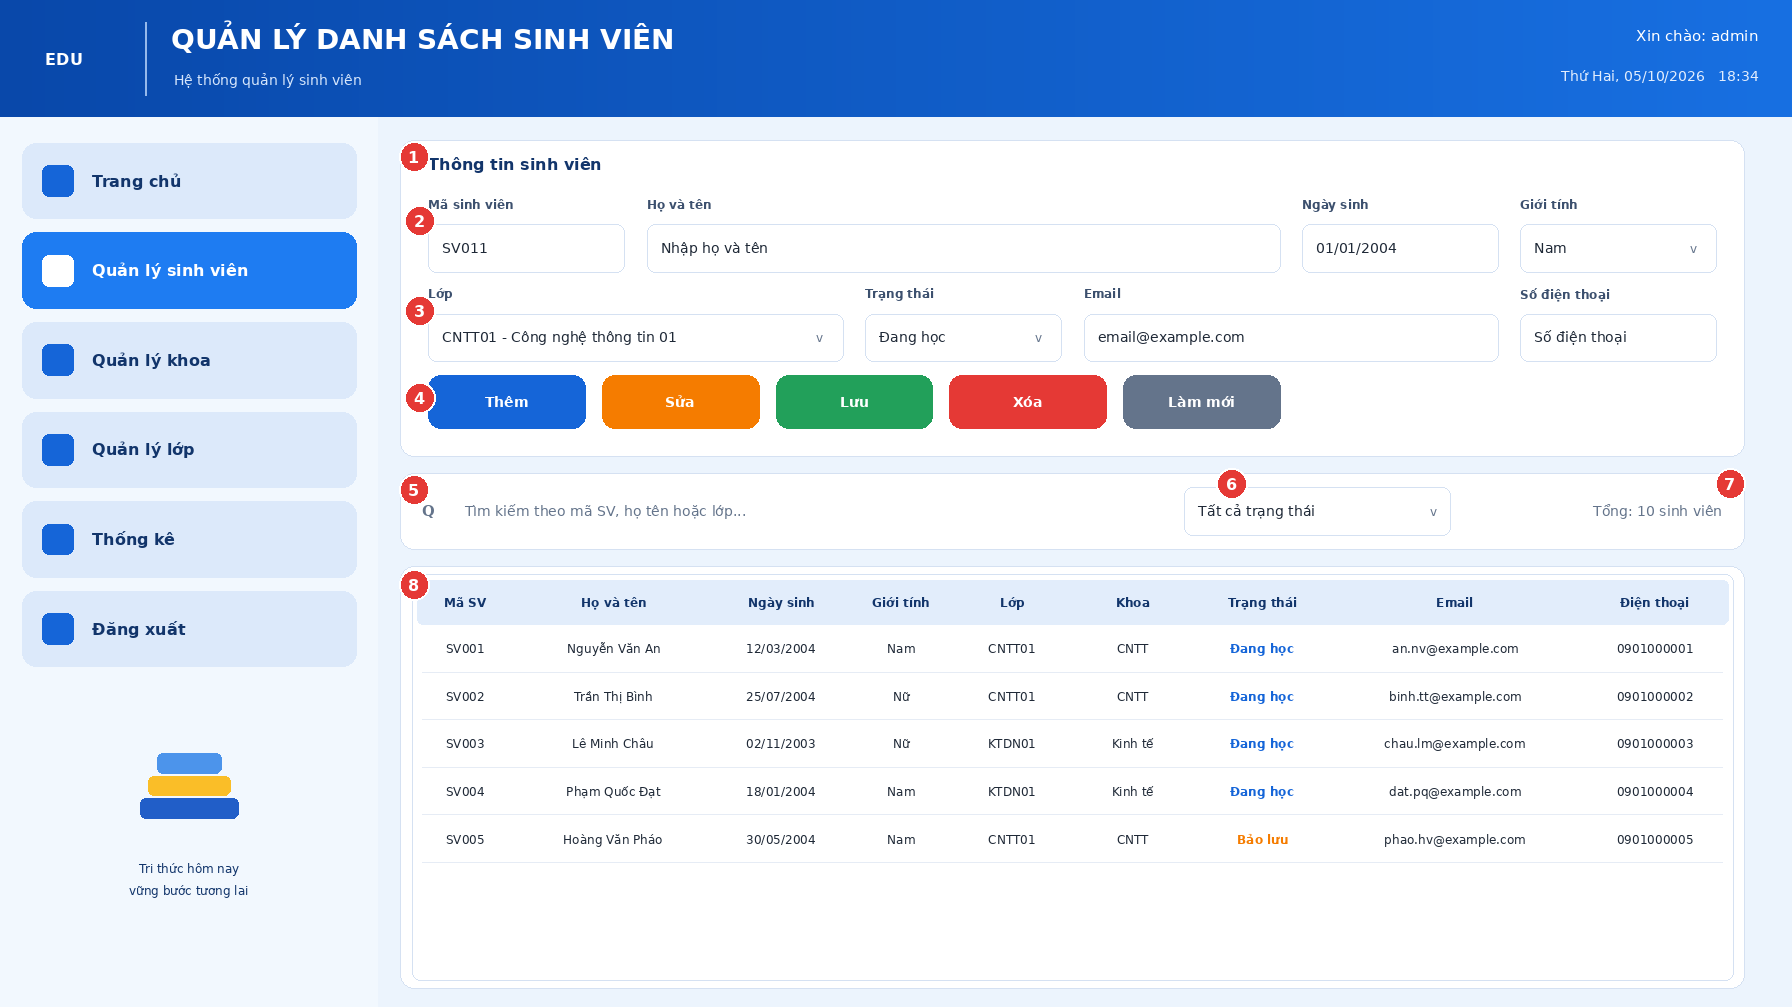 EDU
QUẢN LÝ DANH SÁCH SINH VIÊN
Hệ thống quản lý sinh viên
Xin chào: admin
Thứ Hai, 05/10/2026 18:34
Trang chủ
Quản lý sinh viên
Quản lý khoa
Quản lý lớp
Thống kê
Đăng xuất
Tri thức hôm nay
vững bước tương lai
1 Thông tin sinh viên
2 Mã sinh viên Họ và tên Ngày sinh Giới tính
SV011 Nhập họ và tên 01/01/2004 Nam v
3 Lớp Trạng thái Email Số điện thoại
CNTT01 - Công nghệ thông tin 01 v Đang học v email@example.com Số điện thoại
4 Thêm Sửa Lưu Xóa Làm mới
5 6 7
Q Tìm kiếm theo mã SV, họ tên hoặc lớp... Tất cả trạng thái v Tổng: 10 sinh viên
8
Mã SV Họ và tên Ngày sinh Giới tính Lớp Khoa Trạng thái Email Điện thoại
SV001 Nguyễn Văn An 12/03/2004 Nam CNTT01 CNTT Đang học an.nv@example.com 0901000001
SV002 Trần Thị Bình 25/07/2004 Nữ CNTT01 CNTT Đang học binh.tt@example.com 0901000002
SV003 Lê Minh Châu 02/11/2003 Nữ KTDN01 Kinh tế Đang học chau.lm@example.com 0901000003
SV004 Phạm Quốc Đạt 18/01/2004 Nam KTDN01 Kinh tế Đang học dat.pq@example.com 0901000004
SV005 Hoàng Văn Pháo 30/05/2004 Nam CNTT01 CNTT Bảo lưu phao.hv@example.com 0901000005